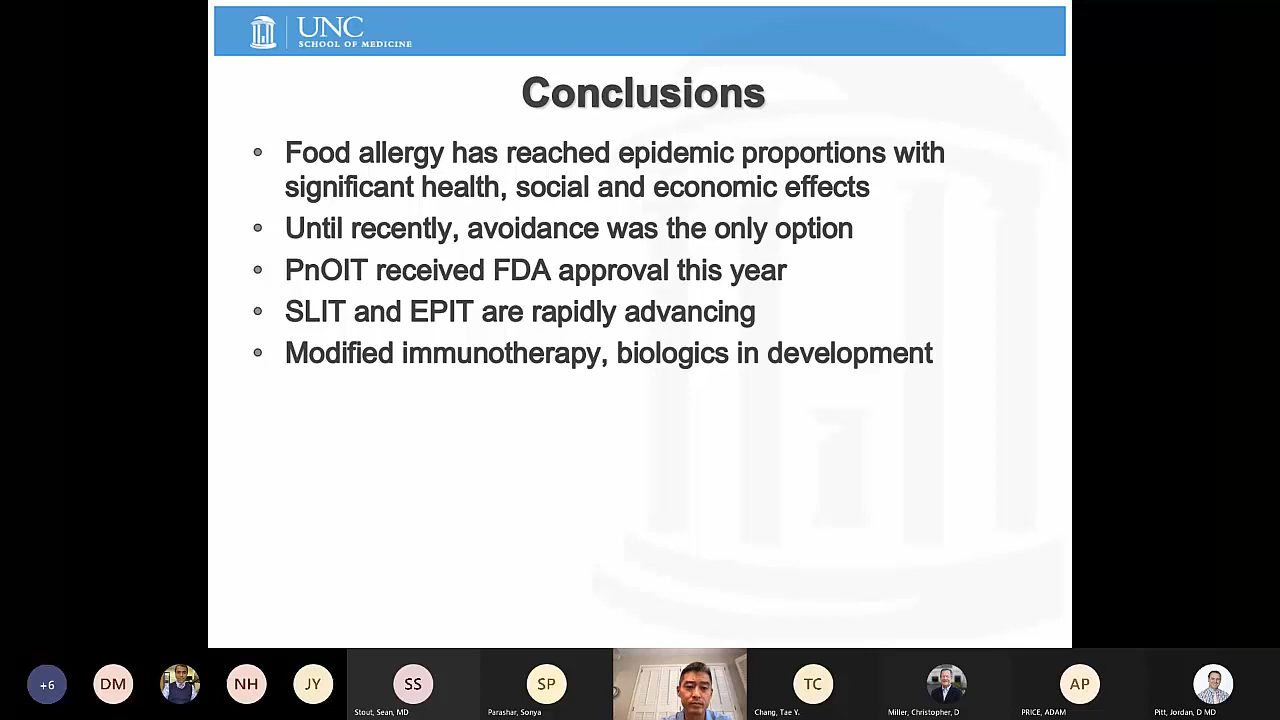 UNC
SCHOOL OF MEDICINE
Conclusions
Food allergy has reached epidemic proportions with
significant health, social and economic effects
Until recently, avoidance was the only option
PnOIT received FDA approval this year
SLIT and EPIT are rapidly advancing
Modified immunotherapy, biologics in development
+6
DM
NH
JY
SS
SP
TC
AP
Stout, Sean, MD
Parashar, Sonya
Chang, Tae Y.
Miller, Christopher, D
PRICE, ADAM
Pitt, Jordan, D MD